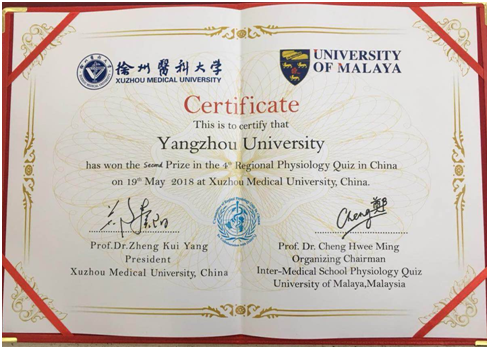 徐州醫科大学
XUZHOU MEDICAL UNIVERSITY
UNIVERSITY
OF MALAYA
Certificate
This is to certify that
Yangzhou University
has won the Second Prize in the 4th Regional Physiology Quiz in China
on 19th May 2018 at Xuzhou Medical University, China.
Cheng
Prof.Dr.Zheng Kui Yang
President
Xuzhou Medical University, China
Prof. Dr. Cheng Hwee Ming
Organizing Chairman
Inter-Medical School Physiology Quiz
University of Malaya,Malaysia